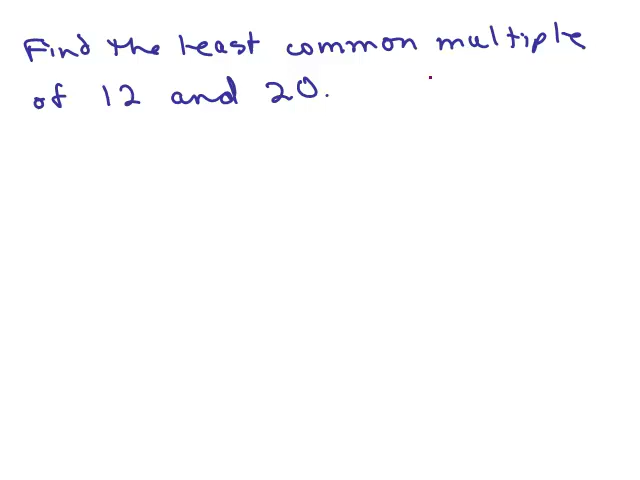 Find the least common multiple
of 12 and 20.